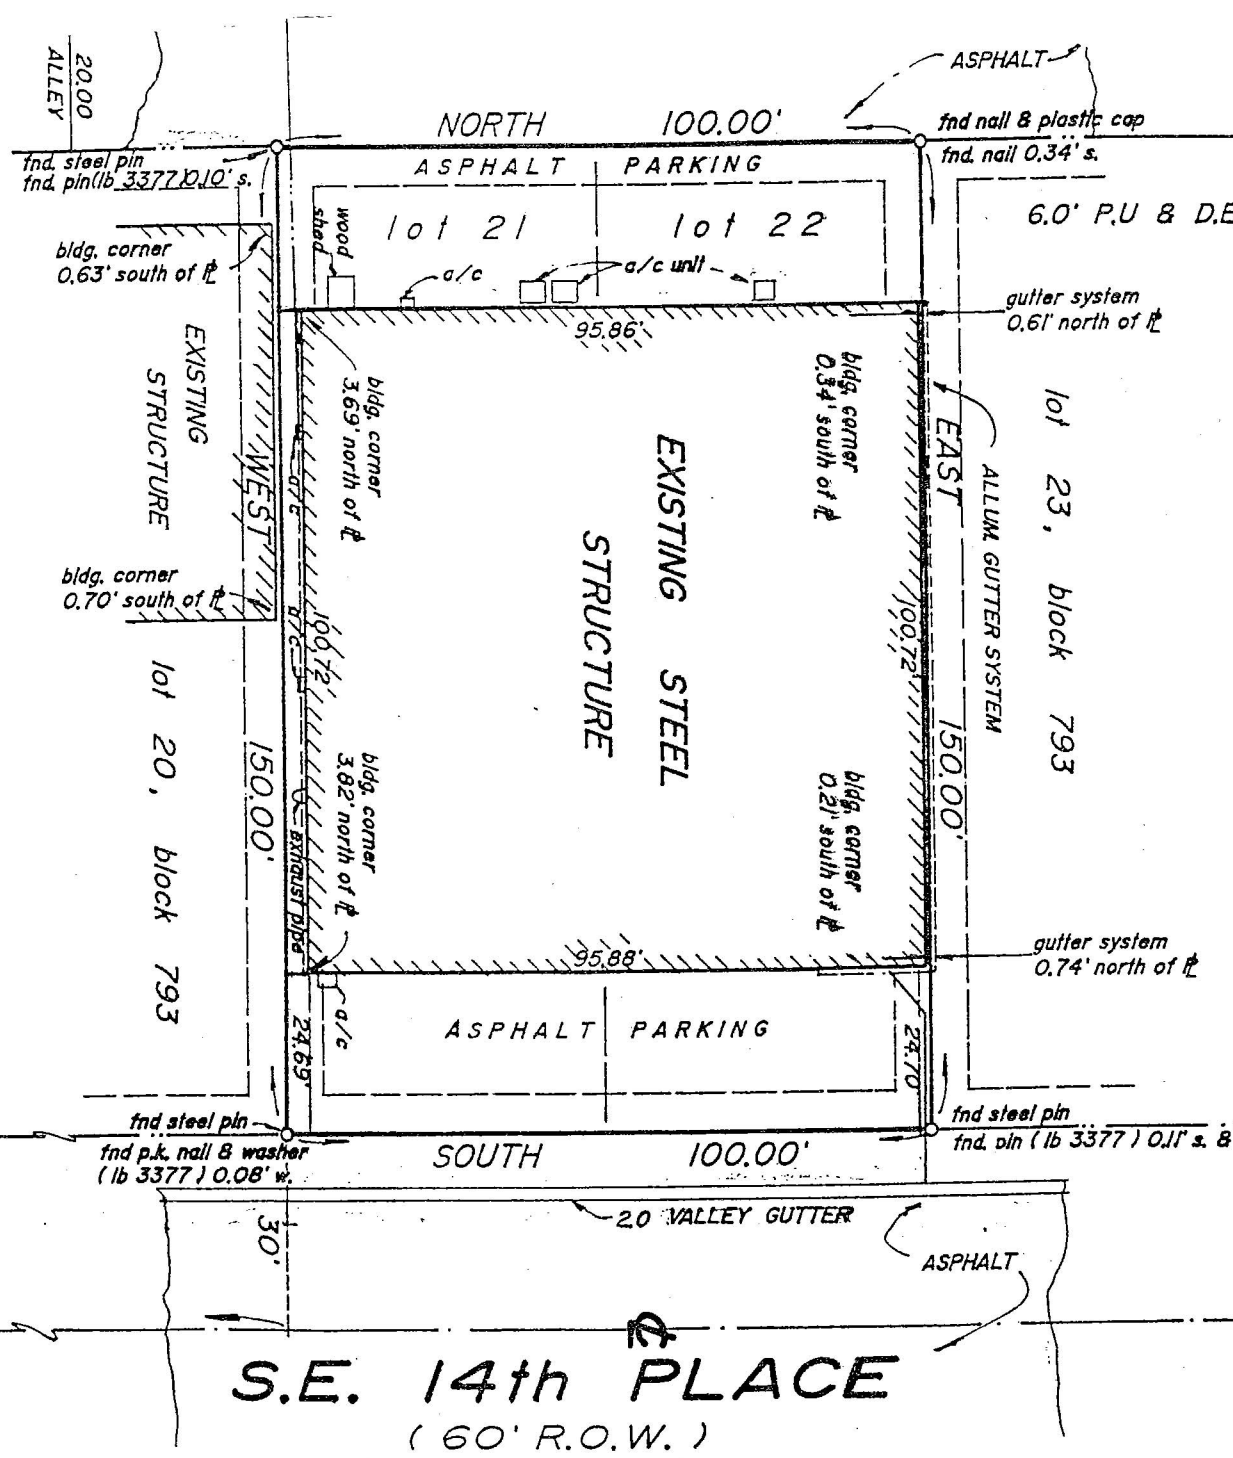 20.00
ALLEY
ASPHALT
NORTH 100.00'
fnd nail & plastic cap
fnd. nail 0.34' s.
fnd. steel pin
fnd. pin (lb 3377) 0.10' s.
ASPHALT PARKING
lot 21
lot 22
wood
shed
a/c
a/c unit
6.0' P.U & D.E
bldg. corner
0.63' south of ℄
gutter system
0.61' north of ℄
95.86'
EXISTING
STRUCTURE
WEST
150.00'
bldg. corner
3.69' north of ℄
bldg. corner
0.34' south of ℄
EAST
150.00'
ALLUM. GUTTER SYSTEM
lot 23, block 793
a/c
a/c
100.72'
EXISTING STEEL
STRUCTURE
100.72'
bldg. corner
0.70' south of ℄
lot 20, block 793
exhaust pipe
bldg. corner
3.82' north of ℄
bldg. corner
0.21' south of ℄
gutter system
0.74' north of ℄
95.88'
a/c
24.69'
ASPHALT PARKING
24.70'
fnd steel pin
fnd p.k. nail & washer
(lb 3377) 0.08' w.
SOUTH 100.00'
fnd steel pin
fnd. pin (lb 3377) 0.11' s. &
2.0 VALLEY GUTTER
30'
ASPHALT
S.E. 14th PLACE
(60' R.O.W.)